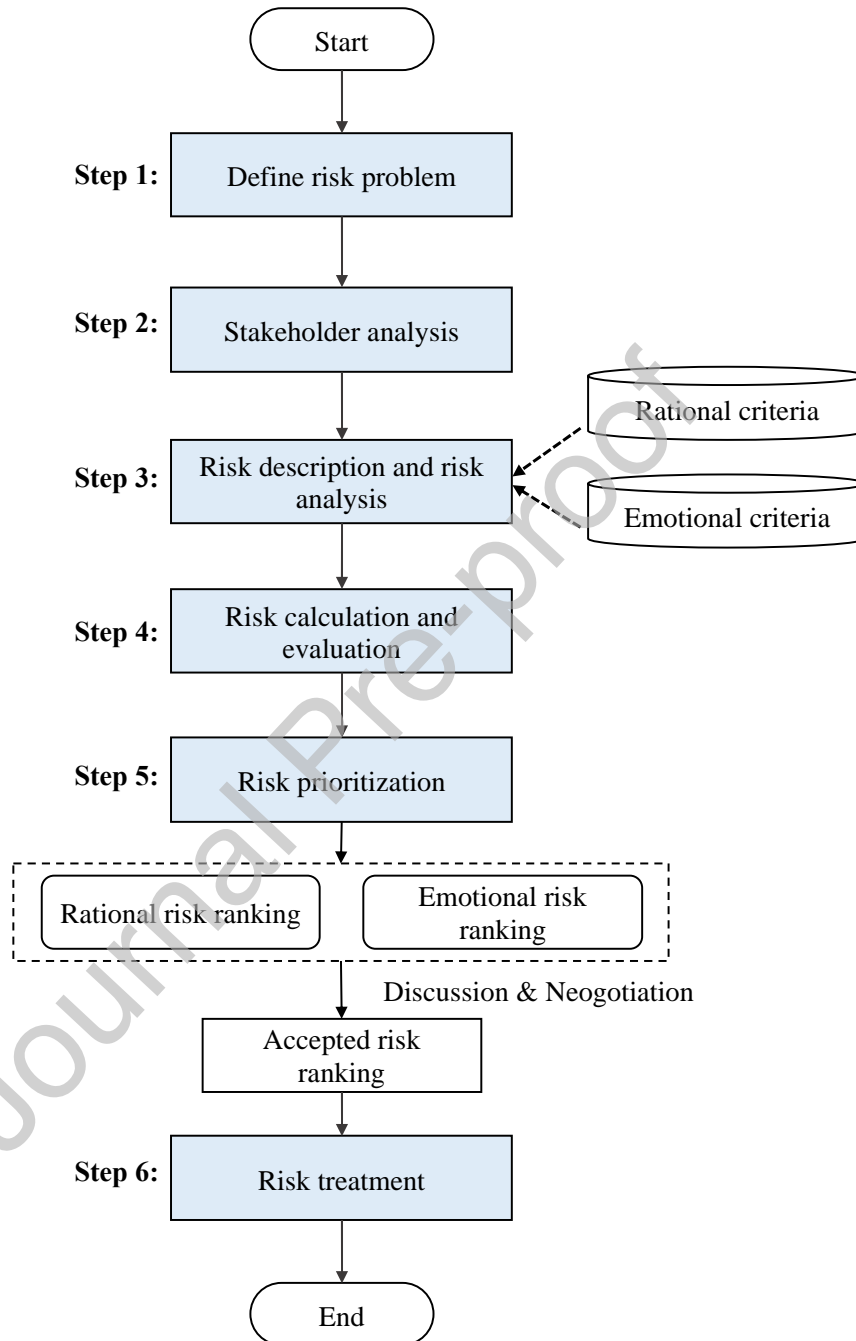 Start
Step 1:
Define risk problem
Step 2:
Stakeholder analysis
Rational criteria
Step 3:
Risk description and risk
analysis
Emotional criteria
Step 4:
Risk calculation and
evaluation
Step 5:
Risk prioritization
Rational risk ranking
Emotional risk
ranking
Discussion & Neogotiation
Accepted risk
ranking
Step 6:
Risk treatment
End
Journal Pre-proof